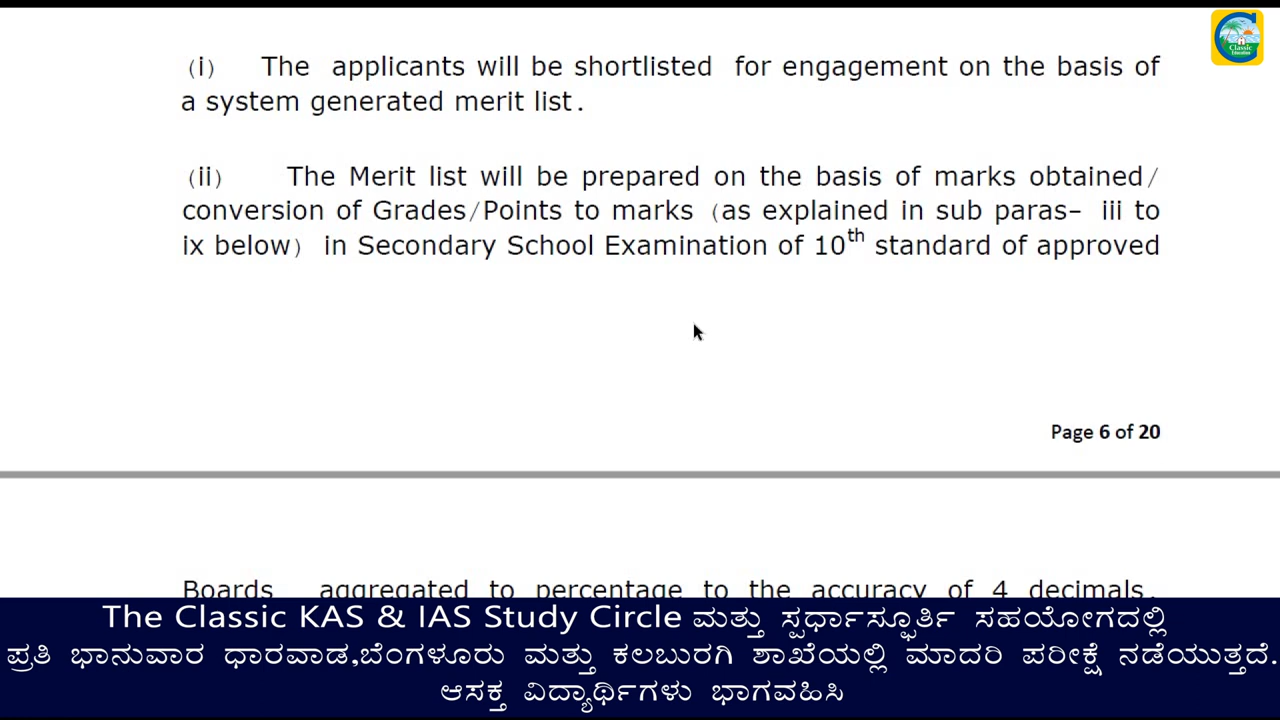 Classic
Education
(i) The applicants will be shortlisted for engagement on the basis of
a system generated merit list.
(ii) The Merit list will be prepared on the basis of marks obtained/
conversion of Grades/Points to marks (as explained in sub paras– iii to
ix below) in Secondary School Examination of 10th standard of approved
Page 6 of 20
Boards aggregated to percentage to the accuracy of 4 decimals.
The Classic KAS & IAS Study Circle ಮತ್ತು ಸ್ಪರ್ಧಾಸ್ಫೂರ್ತಿ ಸಹಯೋಗದಲ್ಲಿ
ಪ್ರತಿ ಭಾನುವಾರ ಧಾರವಾಡ,ಬೆಂಗಳೂರು ಮತ್ತು ಕಲಬುರಗಿ ಶಾಖೆಯಲ್ಲಿ ಮಾದರಿ ಪರೀಕ್ಷೆ ನಡೆಯುತ್ತದೆ.
ಆಸಕ್ತ ವಿದ್ಯಾರ್ಥಿಗಳು ಭಾಗವಹಿಸಿ